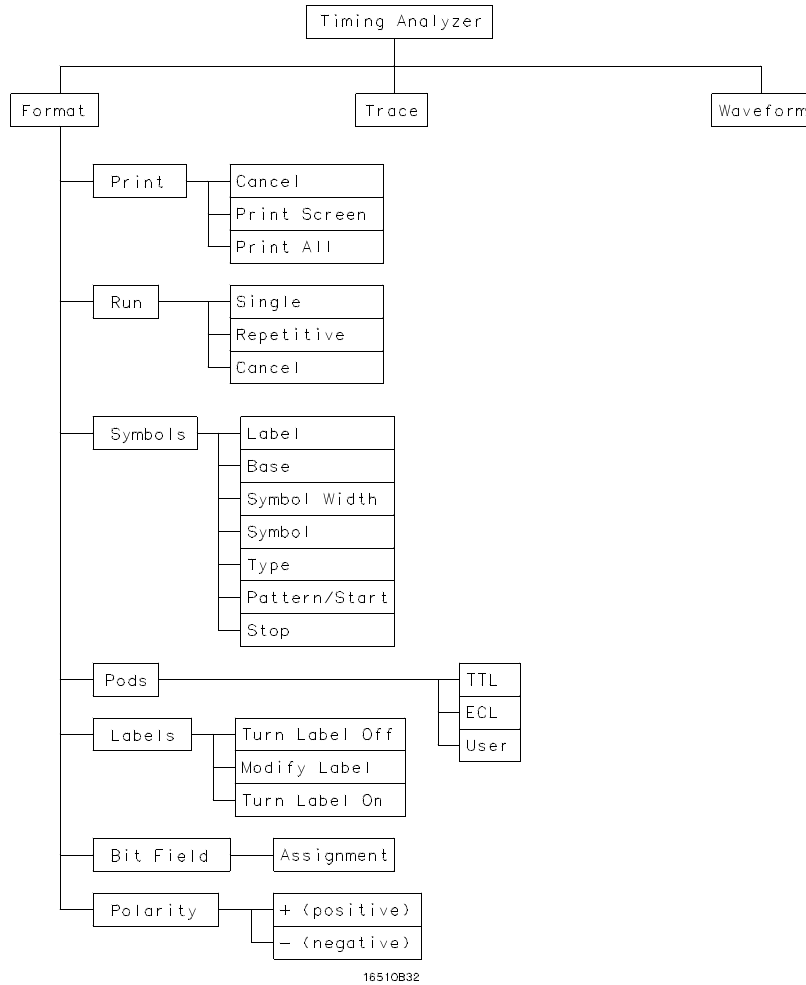 Timing Analyzer
Format
Trace
Waveform
Print
Cancel
Print Screen
Print All
Run
Single
Repetitive
Cancel
Symbols
Label
Base
Symbol Width
Symbol
Type
Pattern/Start
Stop
Pods
TTL
ECL
User
Labels
Turn Label Off
Modify Label
Turn Label On
Bit Field
Assignment
Polarity
+ (positive)
- (negative)
16510B32